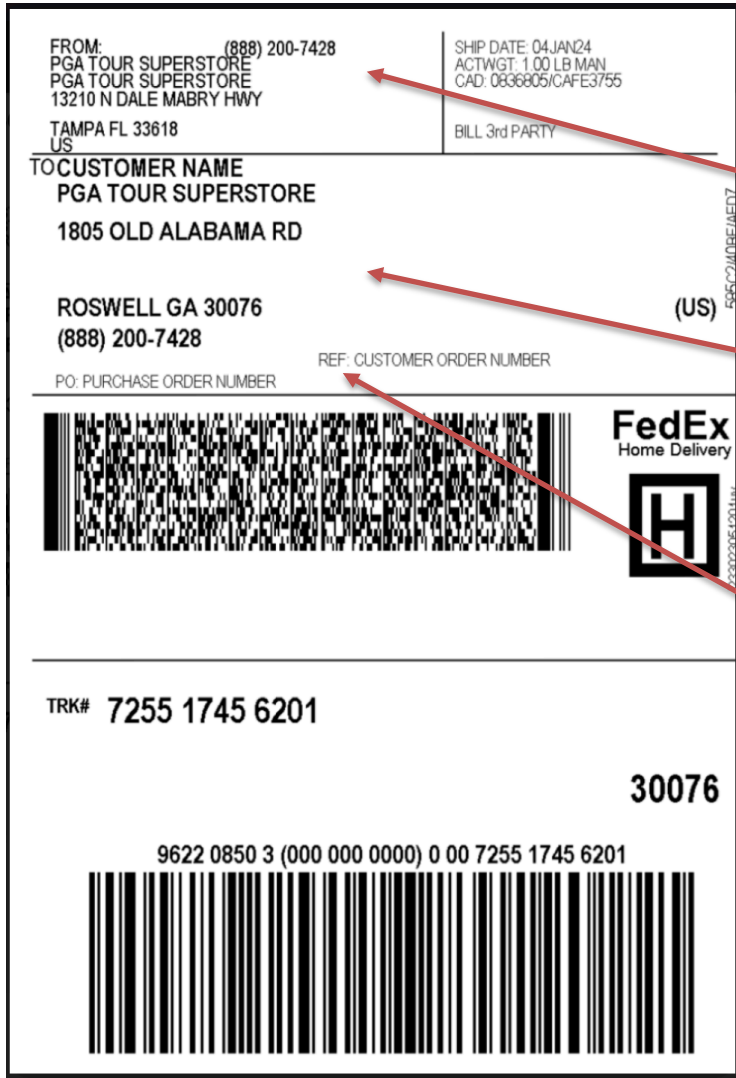 FROM: (888) 200-7428
PGA TOUR SUPERSTORE
PGA TOUR SUPERSTORE
13210 N DALE MABRY HWY
TAMPA FL 33618
US
SHIP DATE: 04JAN24
ACTWGT: 1.00 LB MAN
CAD: 0836805/CAFE3755
BILL 3rd PARTY
TO CUSTOMER NAME
PGA TOUR SUPERSTORE
1805 OLD ALABAMA RD
ROSWELL GA 30076
(US)
(888) 200-7428
REF: CUSTOMER ORDER NUMBER
PO: PURCHASE ORDER NUMBER
FedEx
Home Delivery
H
TRK# 7255 1745 6201
30076
9622 0850 3 (000 000 0000) 0 00 7255 1745 6201